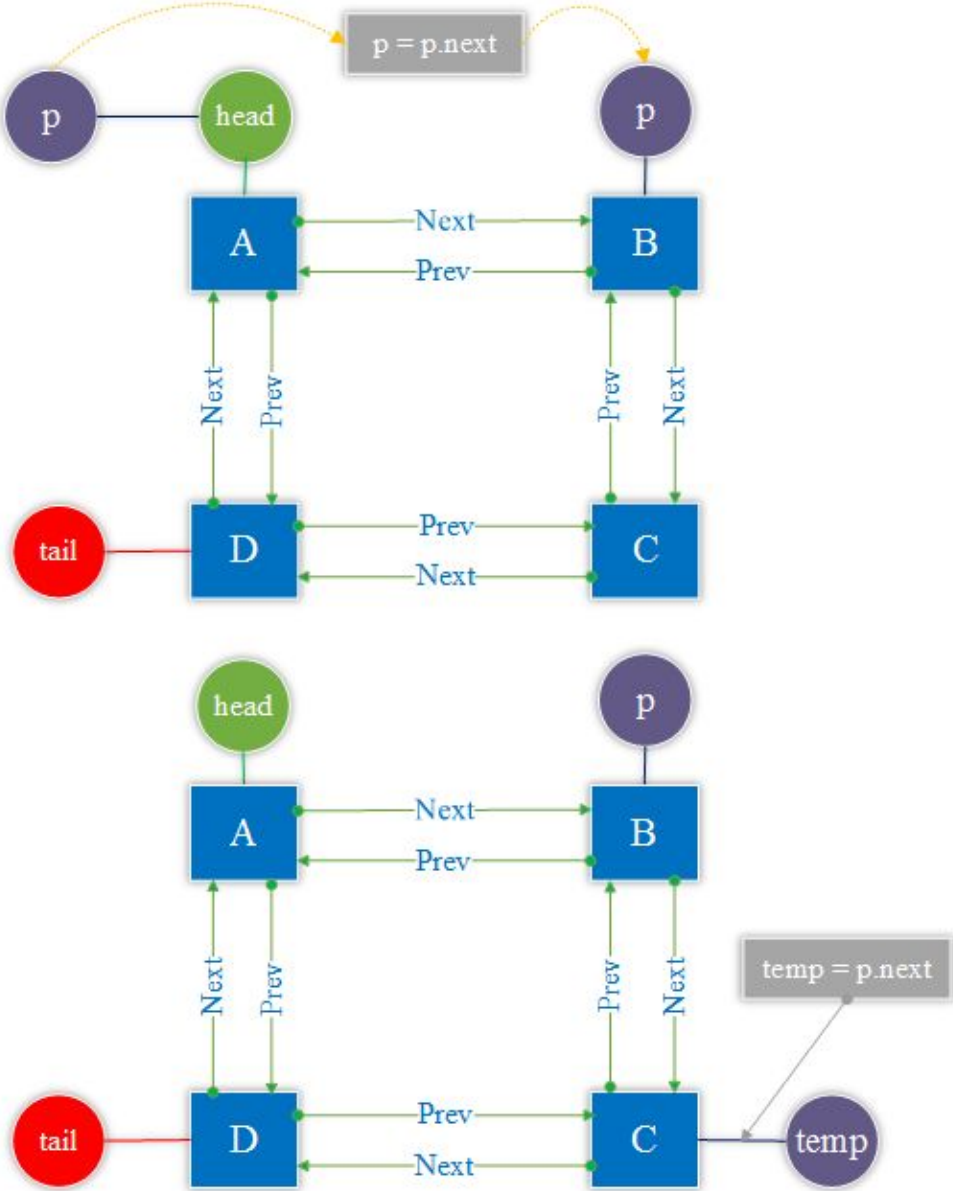 p = p.next
p
head
p
A
Next
B
Prev
Next
Prev
Prev
Next
tail
D
Prev
C
Next
head
p
A
Next
B
Prev
Next
Prev
Prev
Next
temp = p.next
tail
D
Prev
C
temp
Next